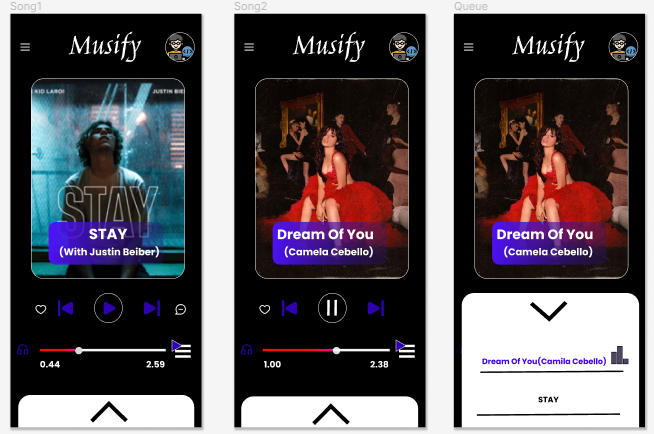 Song1
Song2
Queue
Musify
Musify
Musify
KID LAROI
JUSTIN BIE
STAY
STAY
(With Justin Beiber)
Dream Of You
(Camela Cebello)
Dream Of You
(Camela Cebello)
0.44
2.59
1.00
2.38
Dream Of You(Camila Cebello)
STAY